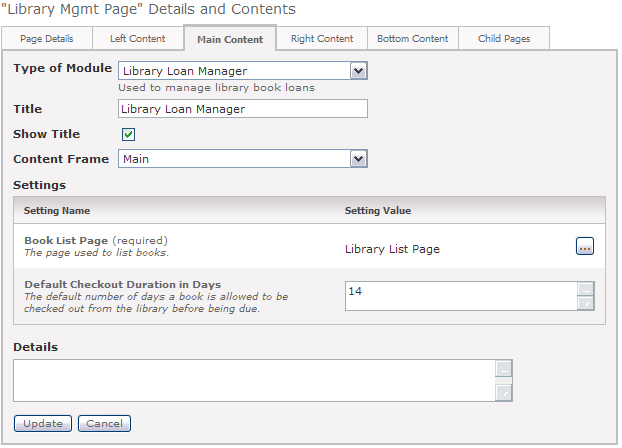 "Library Mgmt Page" Details and Contents
Page Details Left Content Main Content Right Content Bottom Content Child Pages
Type of Module Library Loan Manager
Used to manage library book loans
Title Library Loan Manager
Show Title
Content Frame Main
Settings
Setting Name Setting Value
Book List Page (required)
The page used to list books.
Library List Page ...
Default Checkout Duration in Days
The default number of days a book is allowed to be
checked out from the library before being due.
14
Details
Update Cancel